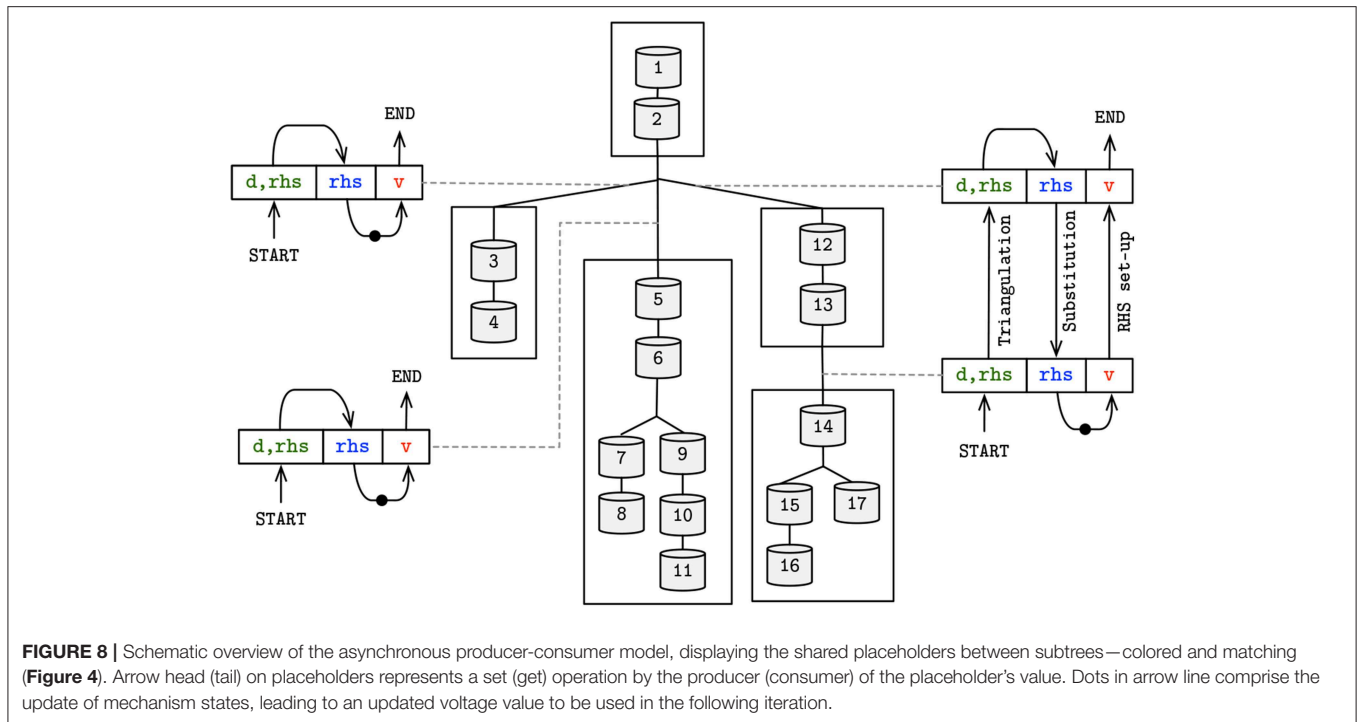 1
2
END
d,rhs rhs v
START
END
d,rhs rhs v
Triangulation
Substitution
RHS set-up
3
4
12
13
5
6
END
d,rhs rhs v
START
d,rhs rhs v
START
14
7
9
8
10
11
15
17
16
FIGURE 8 | Schematic overview of the asynchronous producer-consumer model, displaying the shared placeholders between subtrees—colored and matching
(Figure 4). Arrow head (tail) on placeholders represents a set (get) operation by the producer (consumer) of the placeholder's value. Dots in arrow line comprise the
update of mechanism states, leading to an updated voltage value to be used in the following iteration.